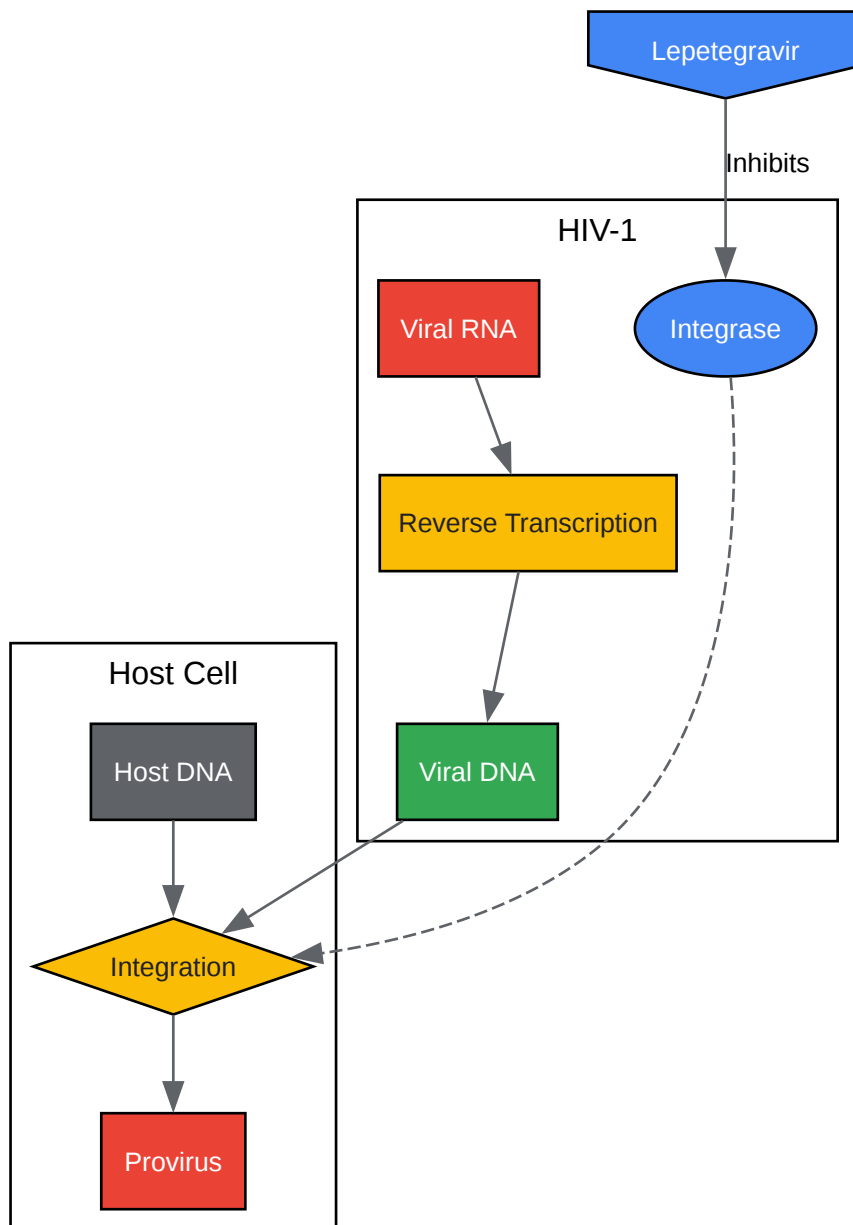 Lepetegravir
Inhibits
HIV-1
Viral RNA
Integrase
Reverse Transcription
Host Cell
Host DNA
Viral DNA
Integration
Provirus